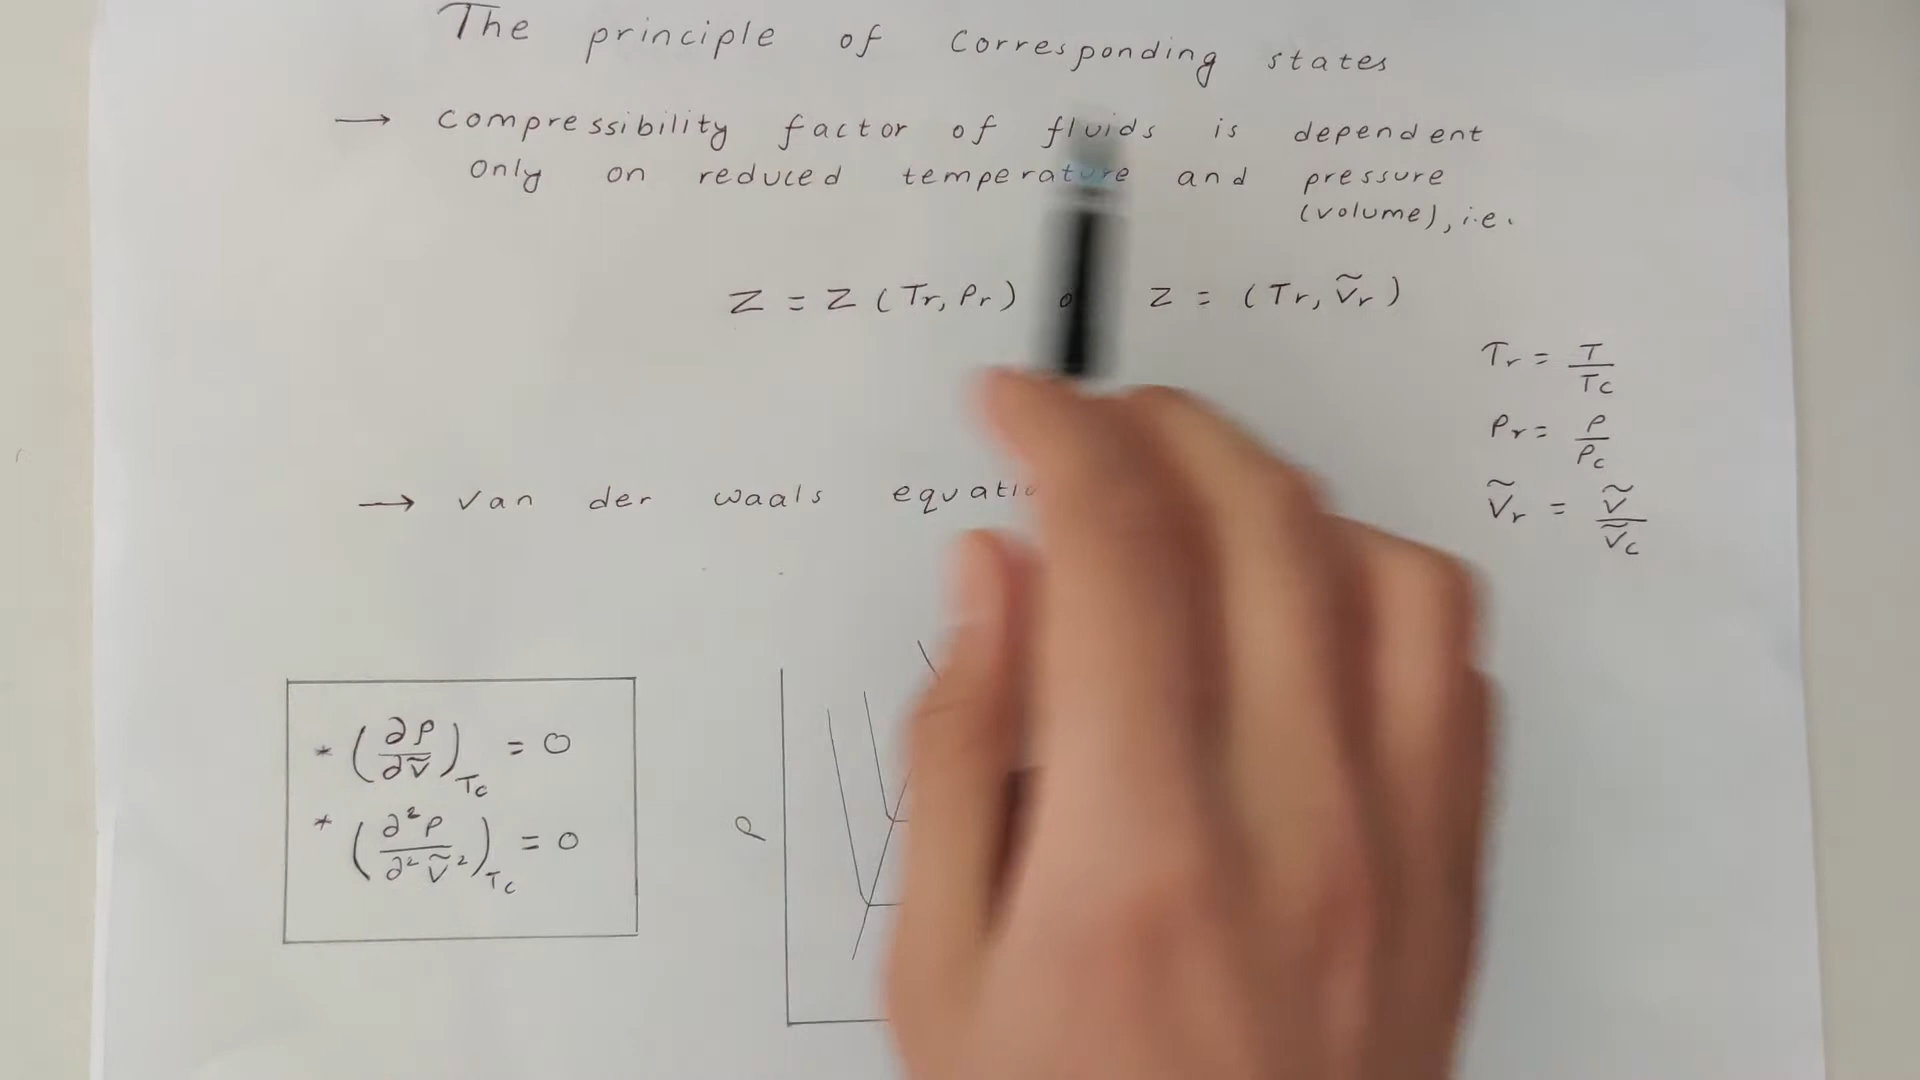 The principle of corresponding states
→ compressibility factor of fluids is dependent
only on reduced temperature and pressure
(volume), i.e.
Z = Z (Tr, Pr) Z = (Tr, Ṽr)
Tr = T/Tc
Pr = P/Pc
Ṽr = Ṽ/Ṽc
→ van der waals
* (∂P/∂Ṽ)Tc = 0
* (∂²P/∂²Ṽ²)Tc = 0
P